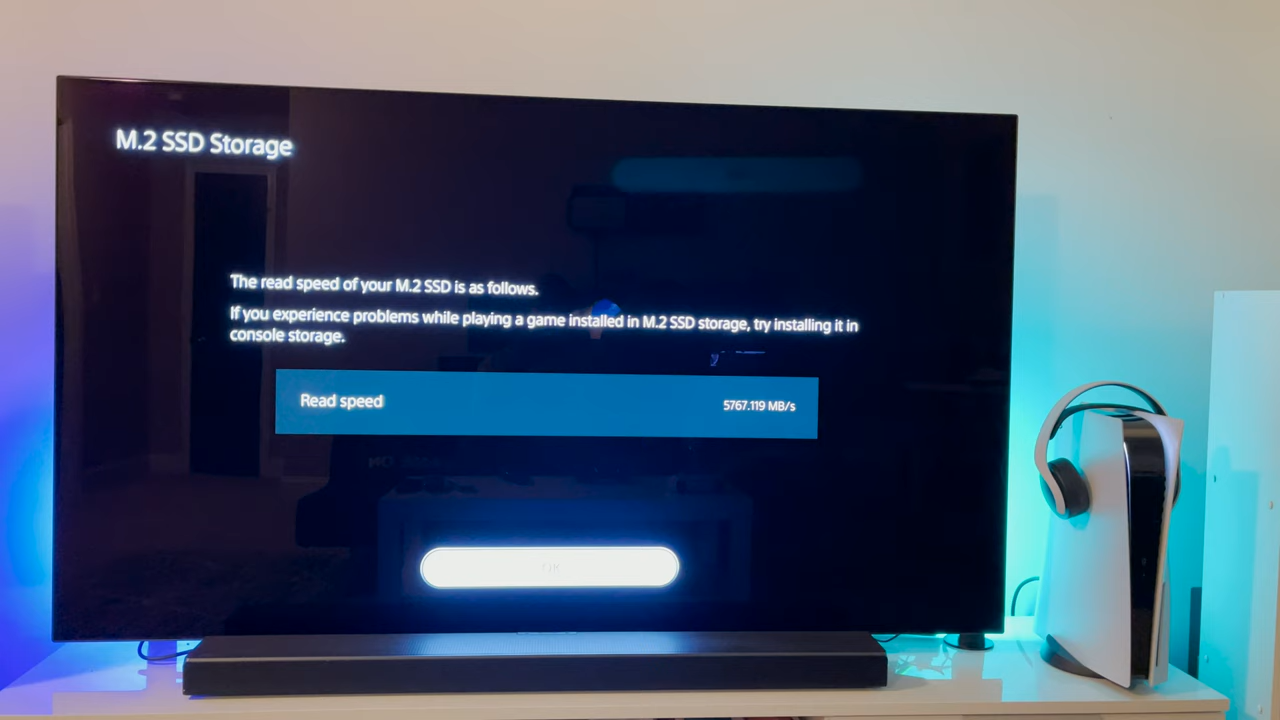 M.2 SSD Storage
The read speed of your M.2 SSD is as follows.
If you experience problems while playing a game installed in M.2 SSD storage, try installing it in
console storage.
Read speed 5767.119 MB/s
OK